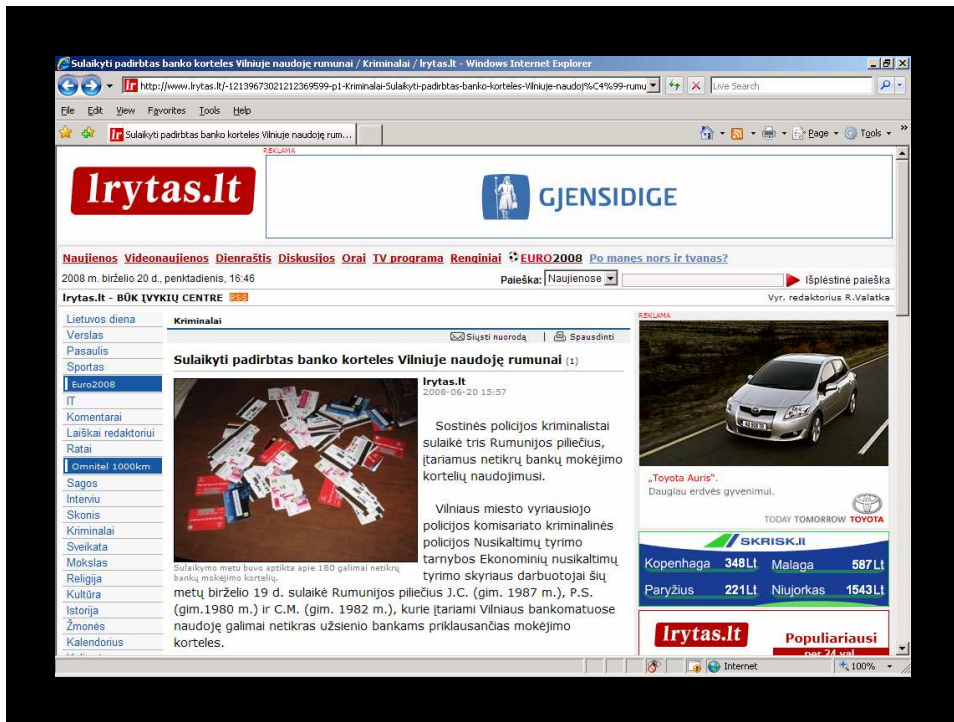 Sulaikyti padirbtas banko korteles Vilniuje naudoję rumunai / Kriminalai / lrytas.lt - Windows Internet Explorer
http://www.lrytas.lt/-12139673021212369599-p1-Kriminalai-Sulaikyti-padirbtas-banko-korteles-Vilniuje-naudoj%C4%99-rumu
Live Search
File Edit View Favorites Tools Help
Sulaikyti padirbtas banko korteles Vilniuje naudoję rum...
Page Tools
REKLAMA
lrytas.lt
GJENSIDIGE
Naujienos Videonaujienos Dienraštis Diskusijos Orai TV programa Renginiai EURO2008 Po manęs nors ir tvanas?
2008 m. birželio 20 d., penktadienis, 16:46
Paieška: Naujienose
Išplėstinė paieška
lrytas.lt - BŪK ĮVYKIŲ CENTRE RSS
Vyr. redaktorius R.Valatka
Lietuvos diena
Verslas
Pasaulis
Sportas
Euro2008
IT
Komentarai
Laiškai redaktoriui
Ratai
Omnitel 1000km
Sagos
Interviu
Skonis
Kriminalai
Sveikata
Mokslas
Religija
Kultūra
Istorija
Žmonės
Kalendorius
Kriminalai
Siųsti nuorodą | Spausdinti
Sulaikyti padirbtas banko korteles Vilniuje naudoję rumunai (1)
Sulaikymo metu buvo aptikta apie 180 galimai netikrų
bankų mokėjimo kortelių.
lrytas.lt
2008-06-20 15:57
Sostinės policijos kriminalistai
sulaikė tris Rumunijos piliečius,
įtariamus netikrų bankų mokėjimo
kortelių naudojimusi.
Vilniaus miesto vyriausiojo
policijos komisariato kriminalinės
policijos Nusikaltimų tyrimo
tarnybos Ekonominių nusikaltimų
tyrimo skyriaus darbuotojai šių
metų birželio 19 d. sulaikė Rumunijos piliečius J.C. (gim. 1987 m.), P.S.
(gim.1980 m.) ir C.M. (gim. 1982 m.), kurie įtariami Vilniaus bankomatuose
naudoję galimai netikras užsienio bankams priklausančias mokėjimo
korteles.
REKLAMA
„Toyota Auris".
Daugiau erdvės gyvenimui.
TODAY TOMORROW TOYOTA
SKRISK.lt
Kopenhaga 348Lt Malaga 587Lt
Paryžius 221Lt Niujorkas 1543Lt
lrytas.lt
Populiariausi
per 24 val
Internet
100%